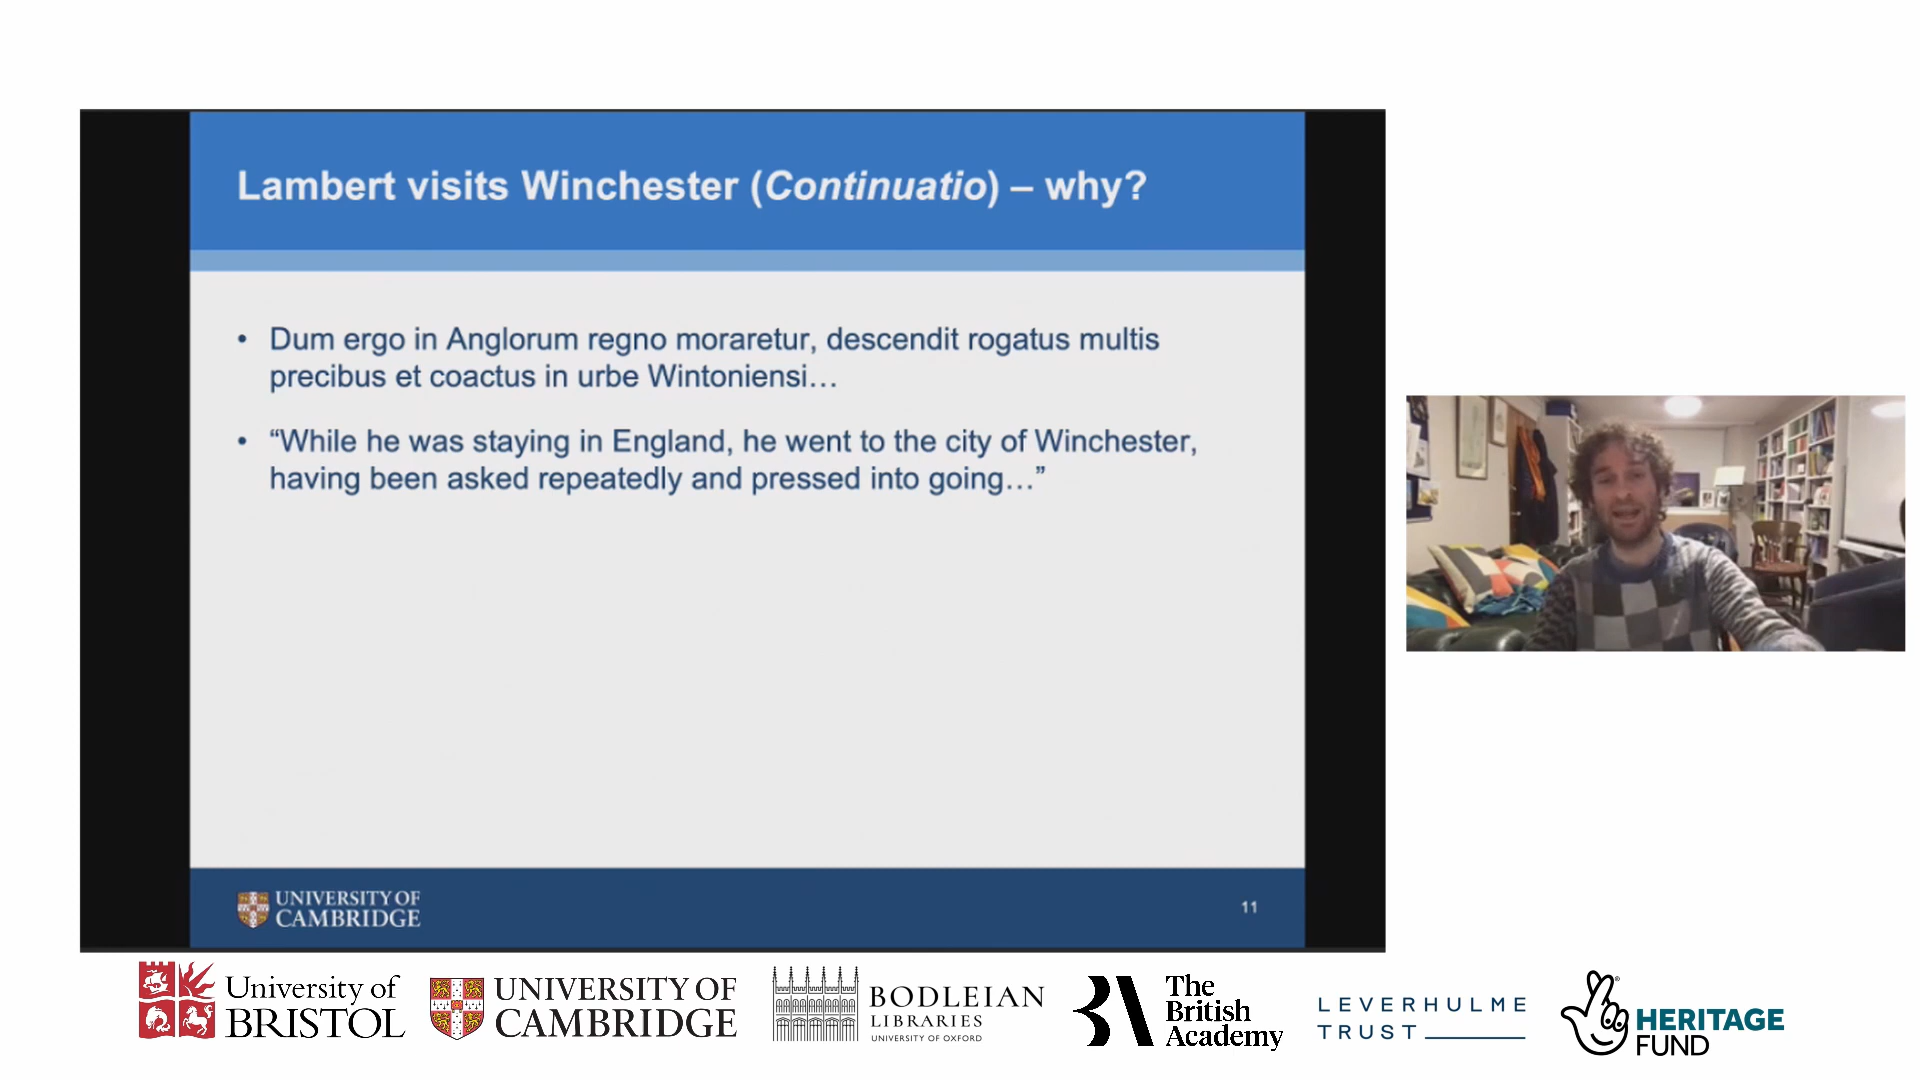 Lambert visits Winchester (Continuatio) – why?
• Dum ergo in Anglorum regno moraretur, descendit rogatus multis
precibus et coactus in urbe Wintoniensi…
• “While he was staying in England, he went to the city of Winchester,
having been asked repeatedly and pressed into going…”
UNIVERSITY OF
CAMBRIDGE
11
University of
BRISTOL
UNIVERSITY OF
CAMBRIDGE
BODLEIAN
LIBRARIES
UNIVERSITY OF OXFORD
The
British
Academy
LEVERHULME
TRUST
HERITAGE
FUND